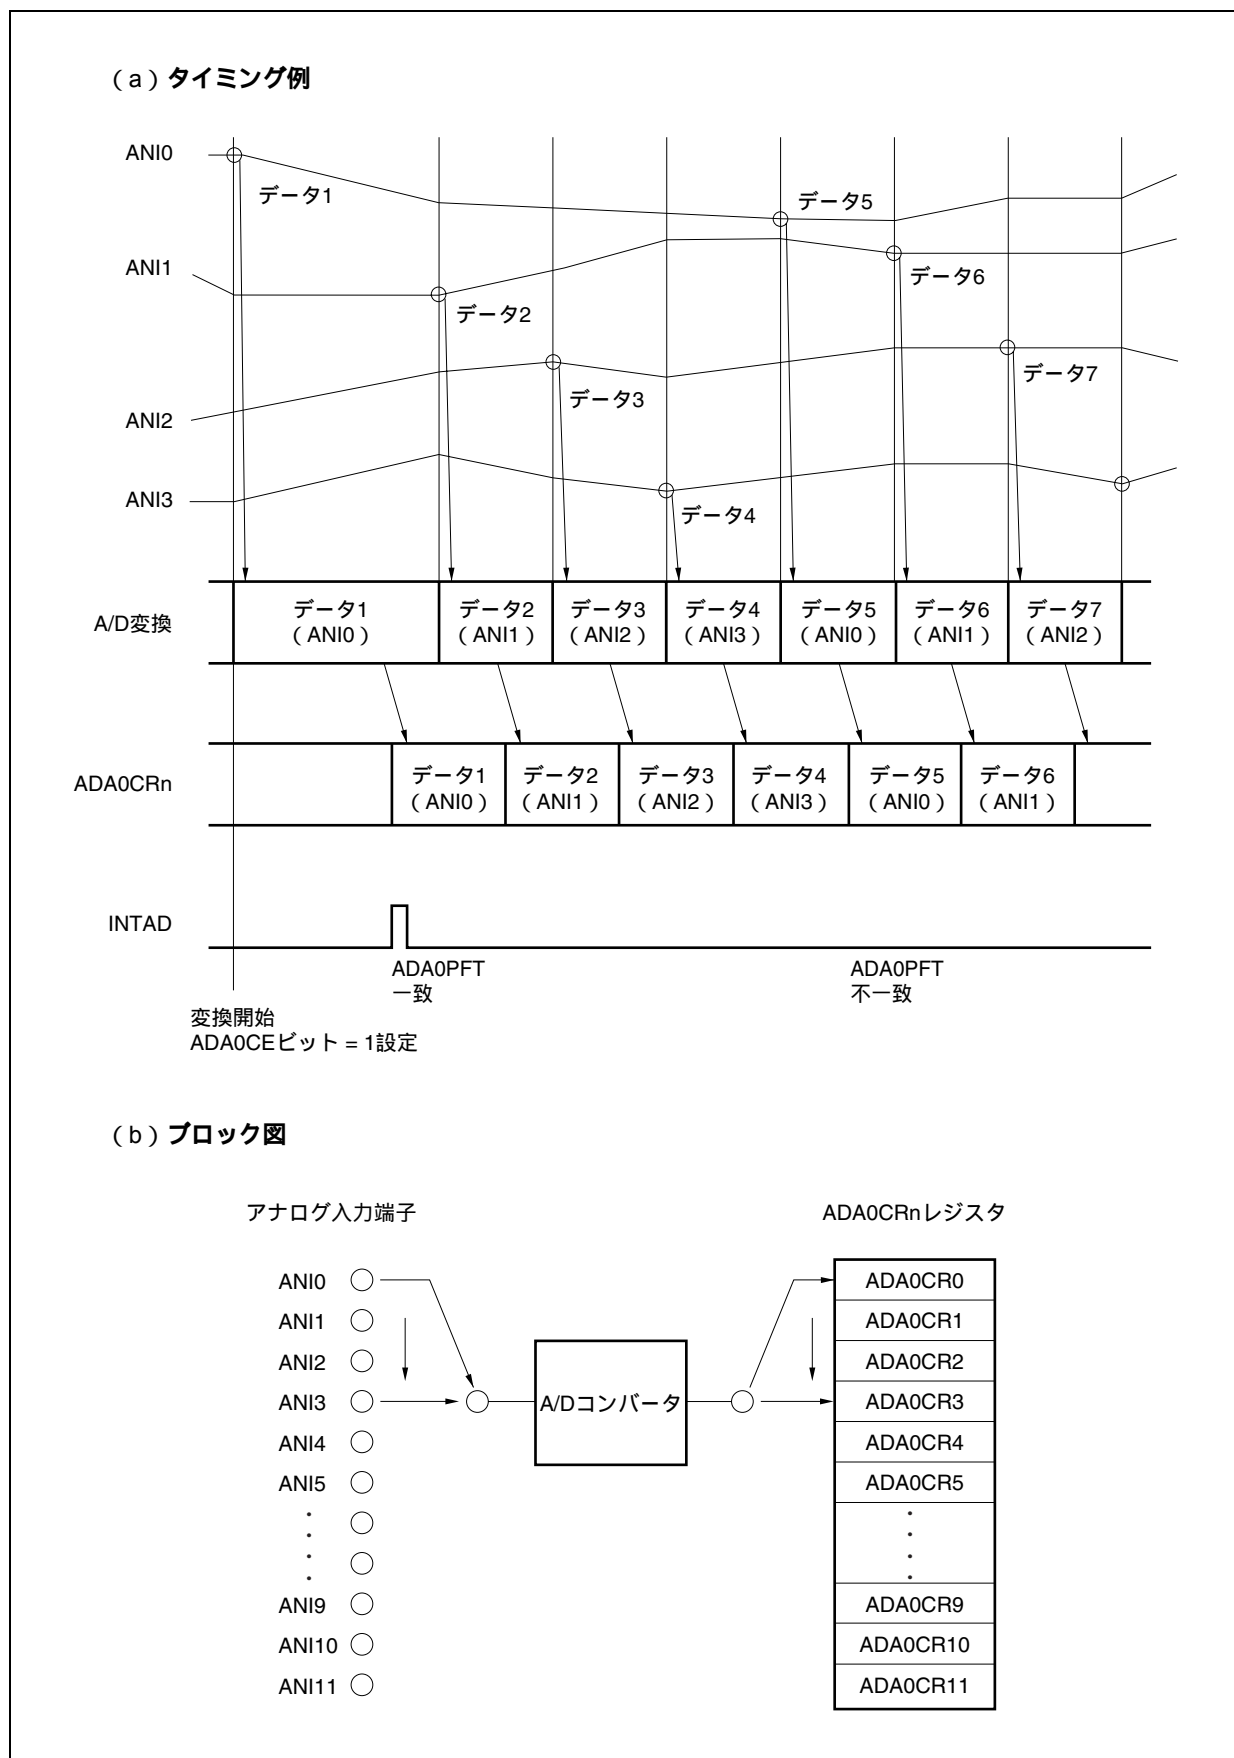 （a）タイミング例
ANI0
データ1
データ5
ANI1
データ6
データ2
データ7
データ3
ANI2
ANI3
データ4
A/D変換
データ1
（ANI0）
データ2
（ANI1）
データ3
（ANI2）
データ4
（ANI3）
データ5
（ANI0）
データ6
（ANI1）
データ7
（ANI2）
ADA0CRn
データ1
（ANI0）
データ2
（ANI1）
データ3
（ANI2）
データ4
（ANI3）
データ5
（ANI0）
データ6
（ANI1）
INTAD
ADA0PFT
一致
ADA0PFT
不一致
変換開始
ADA0CEビット = 1設定
（b）ブロック図
アナログ入力端子
ADA0CRnレジスタ
ANI0
ANI1
ANI2
ANI3
ANI4
ANI5
・
・
・
・
ANI9
ANI10
ANI11
A/Dコンバータ
ADA0CR0
ADA0CR1
ADA0CR2
ADA0CR3
ADA0CR4
ADA0CR5
・
・
・
・
ADA0CR9
ADA0CR10
ADA0CR11